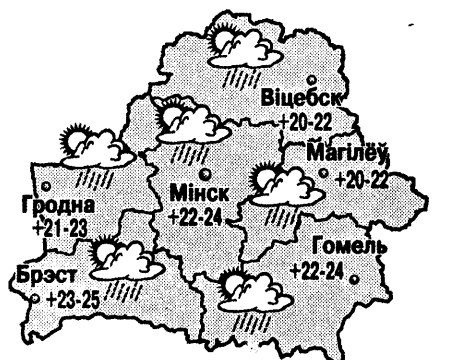 Віцебск
+20-22
Магілёў
+20-22
Мінск
+22-24
Гродна
+21-23
Гомель
+22-24
Брэст
+23-25